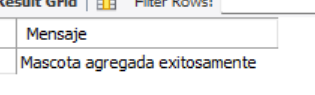 Result Grid Filter Rows:
Mensaje
Mascota agregada exitosamente